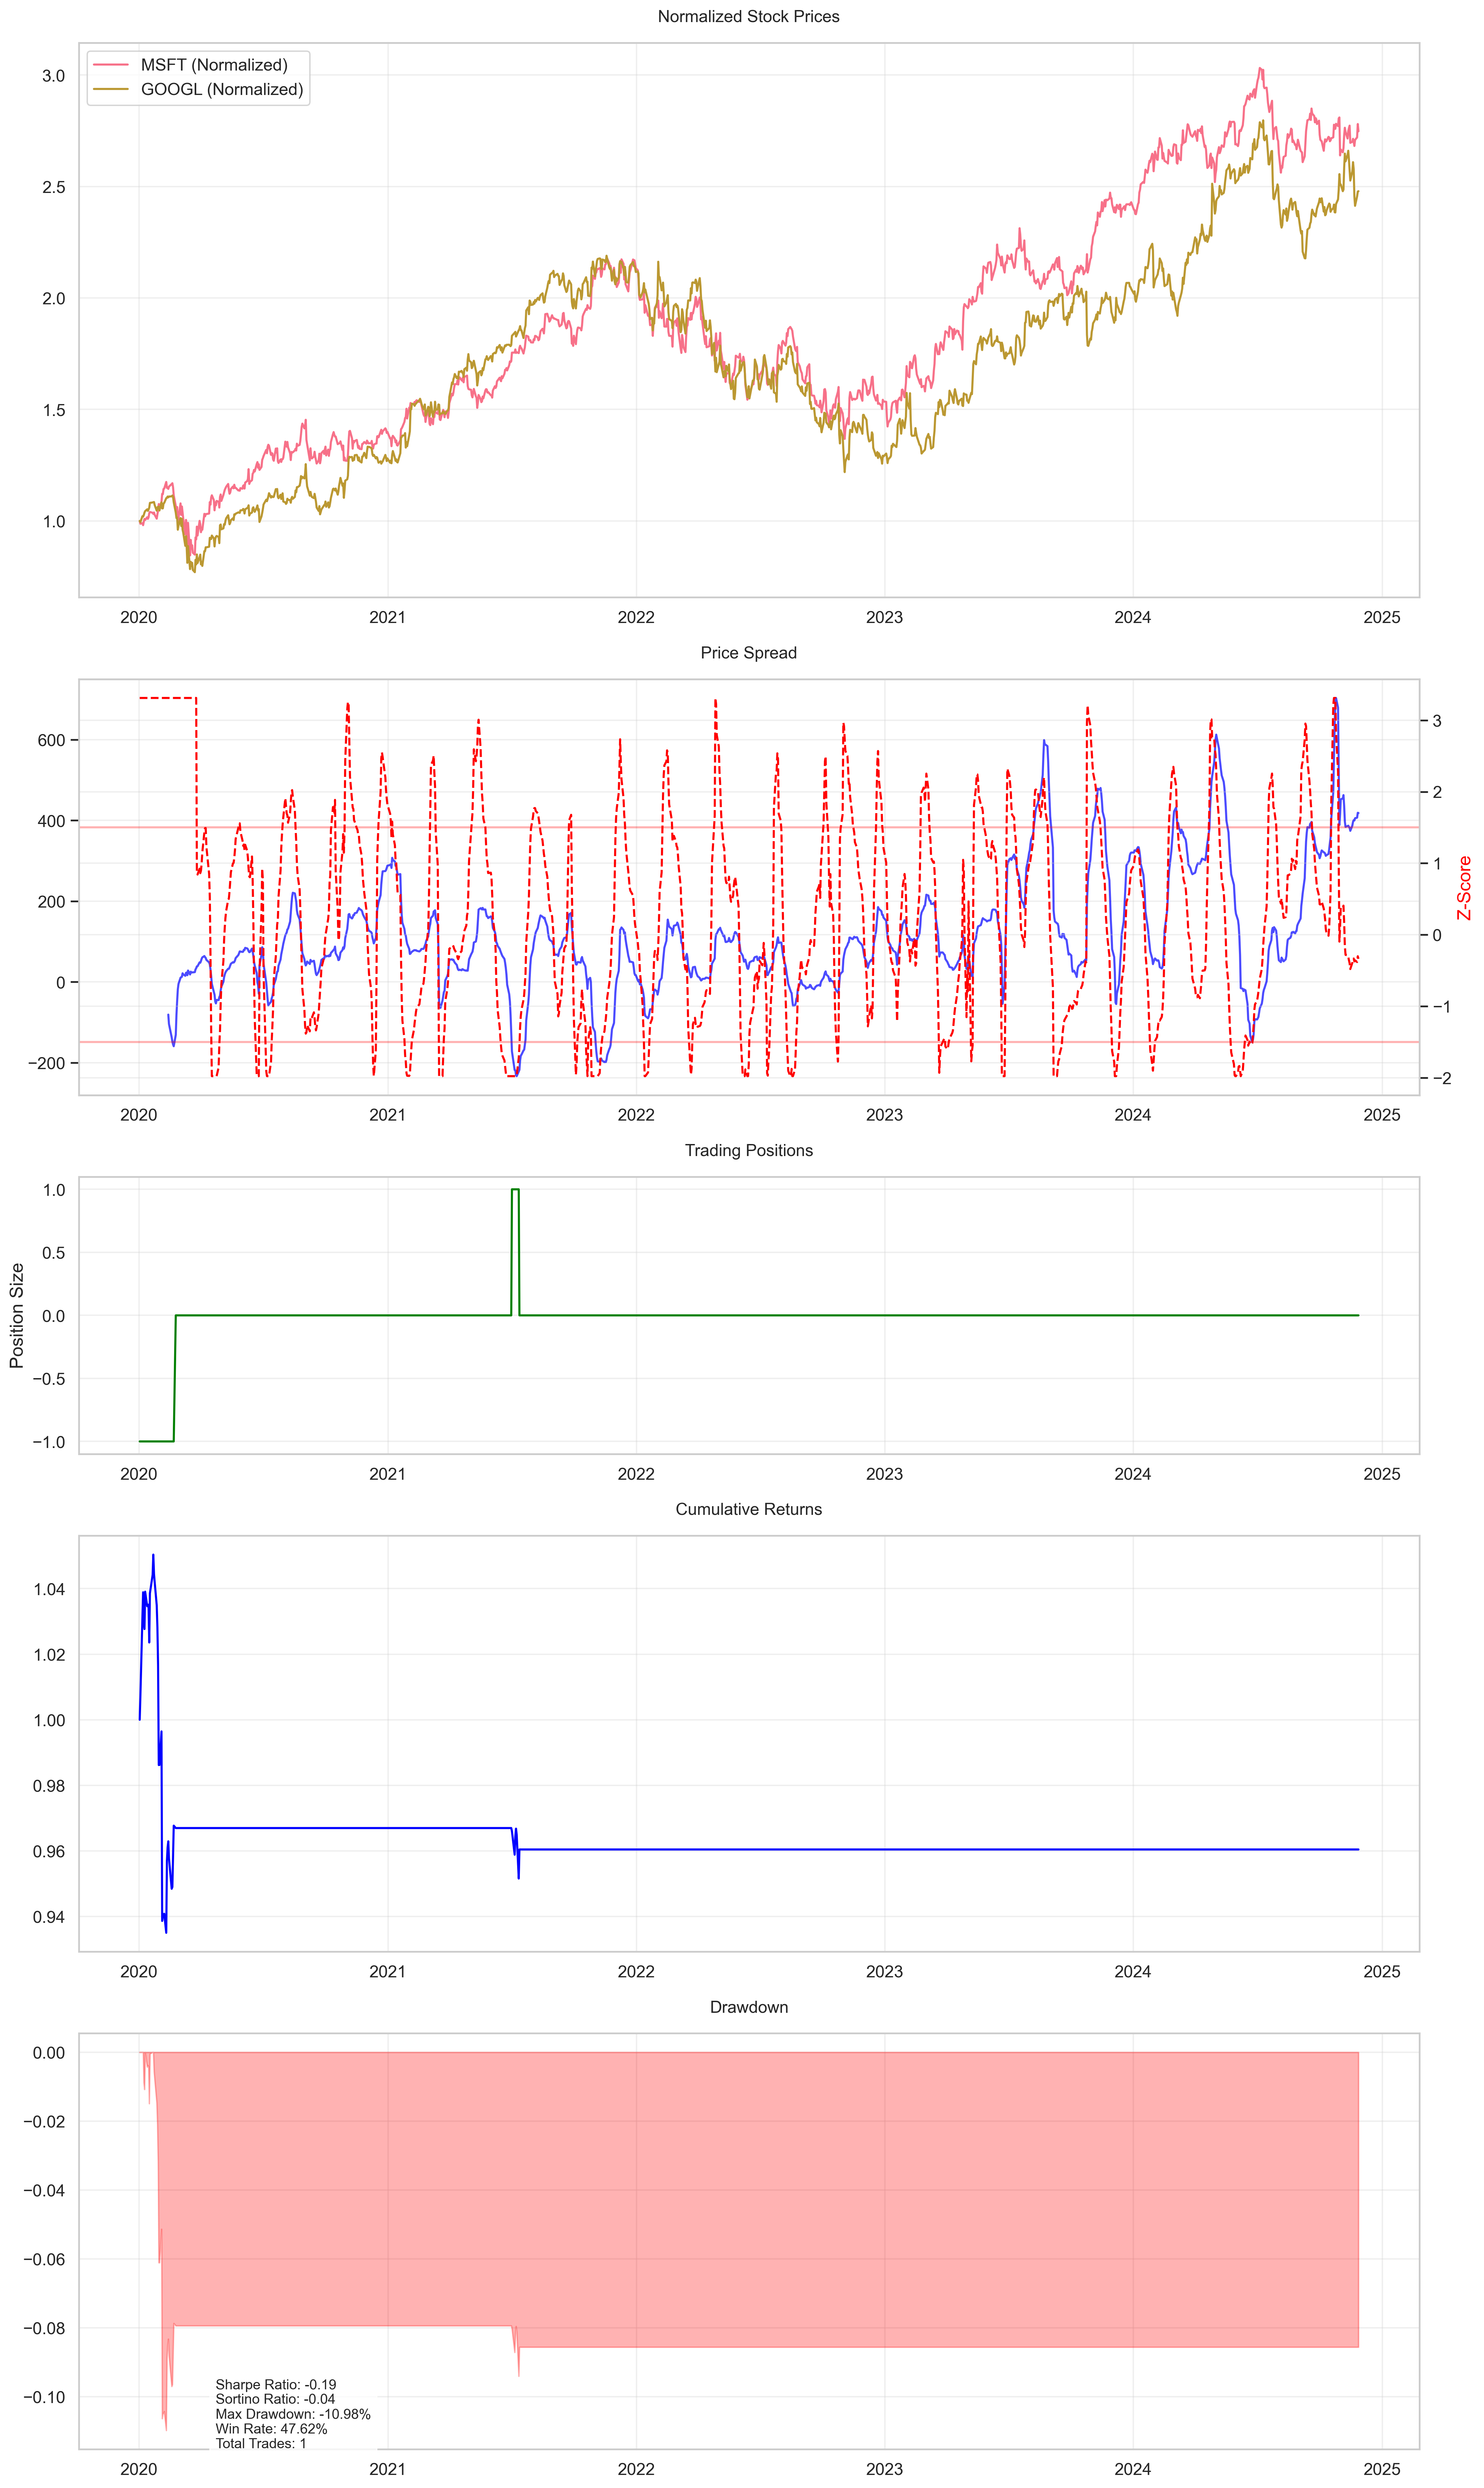 Normalized Stock Prices
MSFT (Normalized)
GOOGL (Normalized)
3.0
2.5
2.0
1.5
1.0
2020 2021 2022 2023 2024 2025
Price Spread
600
400
200
0
−200
3
2
1
0
−1
−2
Z-Score
2020 2021 2022 2023 2024 2025
Trading Positions
Position Size
1.0
0.5
0.0
−0.5
−1.0
2020 2021 2022 2023 2024 2025
Cumulative Returns
1.04
1.02
1.00
0.98
0.96
0.94
2020 2021 2022 2023 2024 2025
Drawdown
0.00
−0.02
−0.04
−0.06
−0.08
−0.10
Sharpe Ratio: -0.19
Sortino Ratio: -0.04
Max Drawdown: -10.98%
Win Rate: 47.62%
Total Trades: 1
2020 2021 2022 2023 2024 2025